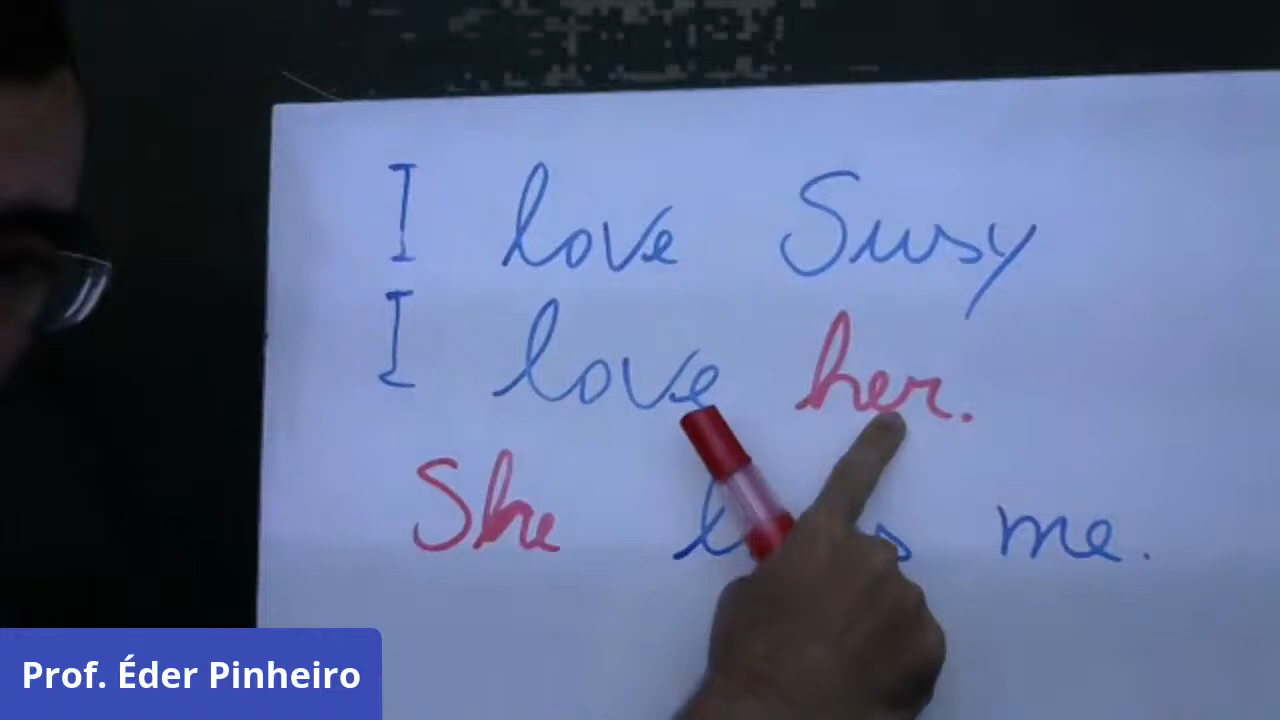 I love Susy
I love her.
She me.
Prof. Éder Pinheiro